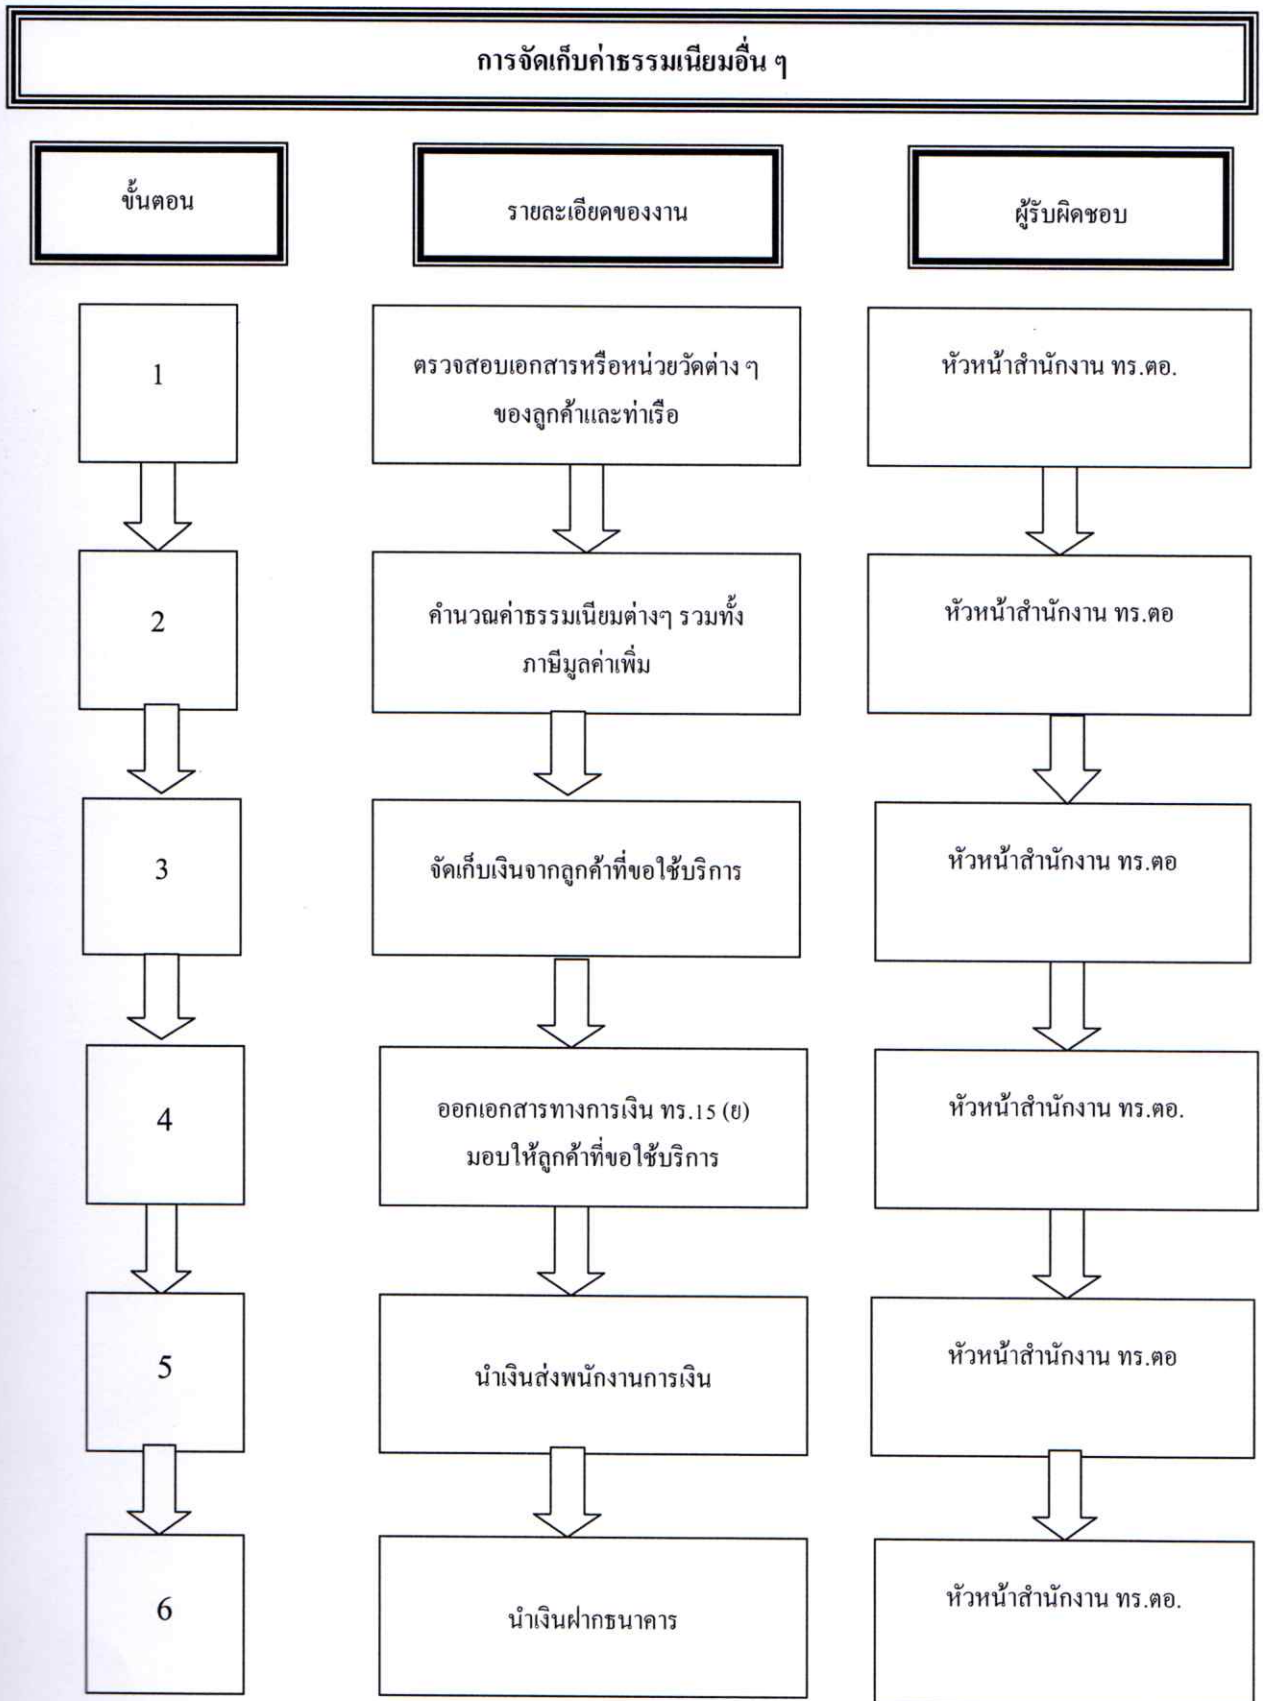 การจัดเก็บค่าธรรมเนียมอื่น ๆ
ขั้นตอน
รายละเอียดของงาน
ผู้รับผิดชอบ
1
ตรวจสอบเอกสารหรือหน่วยวัดต่าง ๆ
ของลูกค้าและท่าเรือ
หัวหน้าสำนักงาน ทร.ตอ.
2
คำนวณค่าธรรมเนียมต่างๆ รวมทั้ง
ภาษีมูลค่าเพิ่ม
หัวหน้าสำนักงาน ทร.ตอ
3
จัดเก็บเงินจากลูกค้าที่ขอใช้บริการ
หัวหน้าสำนักงาน ทร.ตอ
4
ออกเอกสารทางการเงิน ทร.15 (ย)
มอบให้ลูกค้าที่ขอใช้บริการ
หัวหน้าสำนักงาน ทร.ตอ.
5
นำเงินส่งพนักงานการเงิน
หัวหน้าสำนักงาน ทร.ตอ
6
นำเงินฝากธนาคาร
หัวหน้าสำนักงาน ทร.ตอ.